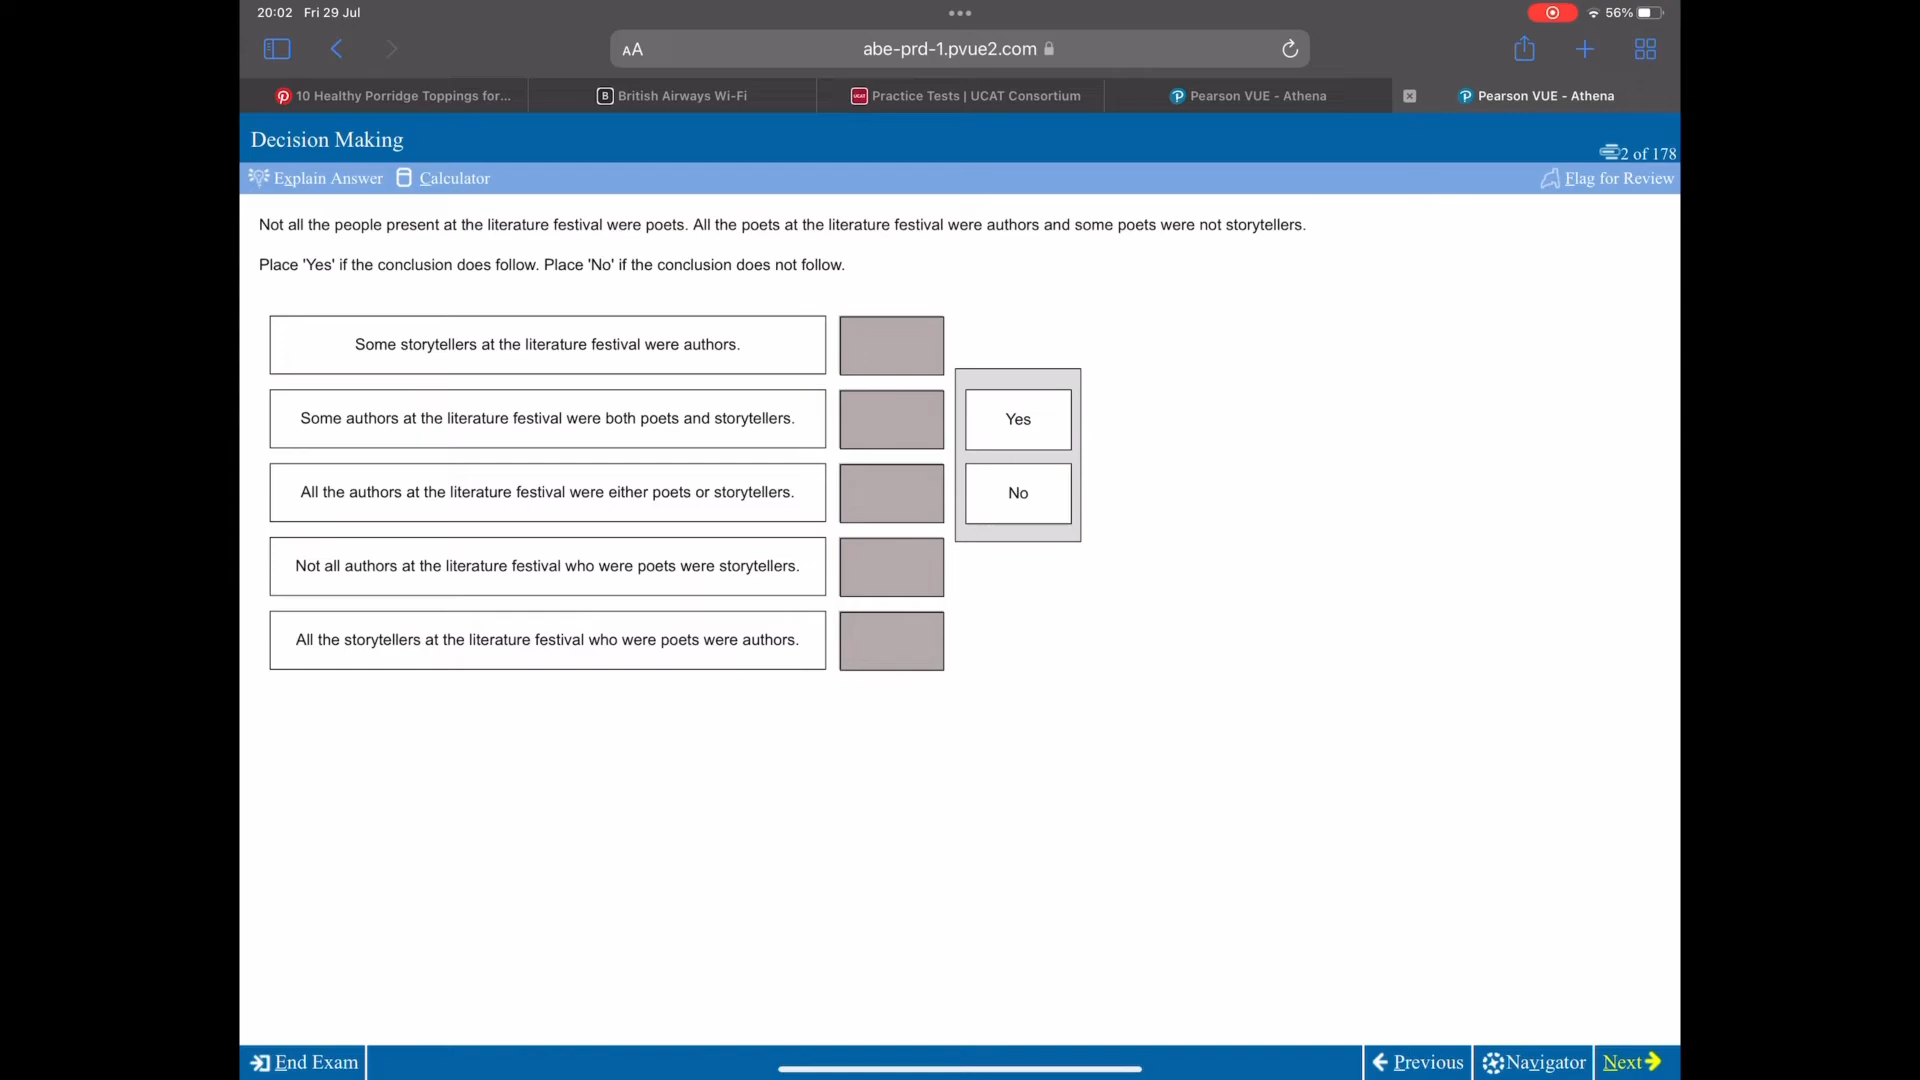 20:02 Fri 29 Jul
56%
AA
abe-prd-1.pvue2.com
10 Healthy Porridge Toppings for...
B British Airways Wi-Fi
UCAT Practice Tests | UCAT Consortium
Pearson VUE - Athena
Pearson VUE - Athena
Decision Making
2 of 178
Explain Answer
Calculator
Flag for Review
Not all the people present at the literature festival were poets. All the poets at the literature festival were authors and some poets were not storytellers.
Place 'Yes' if the conclusion does follow. Place 'No' if the conclusion does not follow.
Some storytellers at the literature festival were authors.
Some authors at the literature festival were both poets and storytellers.
Yes
All the authors at the literature festival were either poets or storytellers.
No
Not all authors at the literature festival who were poets were storytellers.
All the storytellers at the literature festival who were poets were authors.
End Exam
Previous
Navigator
Next